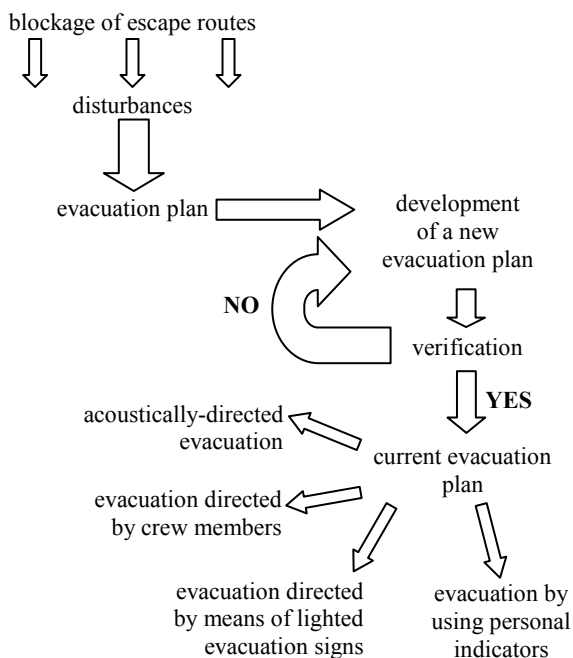 blockage of escape routes
disturbances
evacuation plan
development
of a new
evacuation plan
NO
verification
YES
acoustically-directed
evacuation
current evacuation
plan
evacuation directed
by crew members
evacuation directed
by means of lighted
evacuation signs
evacuation by
using personal
indicators